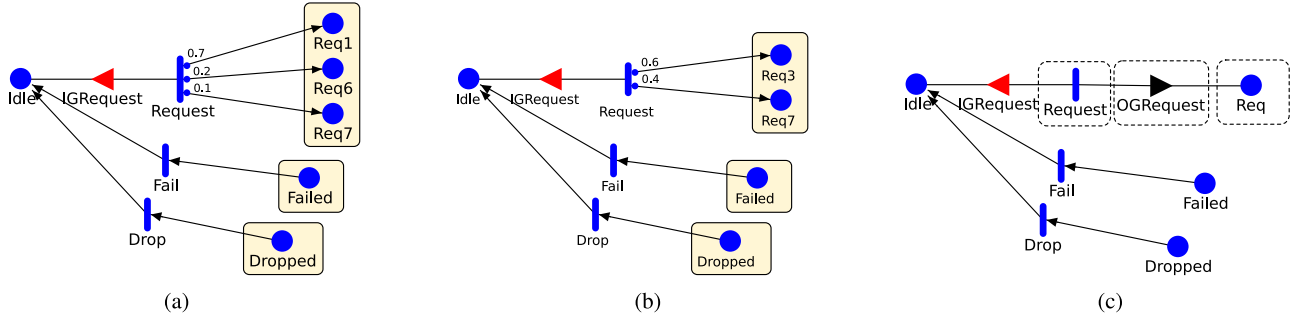 0.7
0.2
0.1
Req1
Req6
Req7
Idle
IGRequest
Request
Fail
Failed
Drop
Dropped
(a)
0.6
0.4
Req3
Req7
Idle
IGRequest
Request
Fail
Failed
Drop
Dropped
(b)
Idle
IGRequest
Request
OGRequest
Req
Fail
Failed
Drop
Dropped
(c)